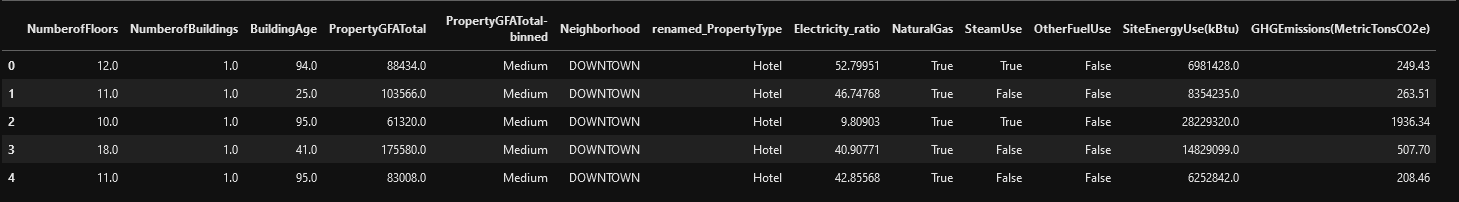 NumberofFloors NumberofBuildings BuildingAge PropertyGFATotal PropertyGFATotal-binned Neighborhood renamed_PropertyType Electricity_ratio NaturalGas SteamUse OtherFuelUse SiteEnergyUse(kBtu) GHGEmissions(MetricTonsCO2e)
0 12.0 1.0 94.0 88434.0 Medium DOWNTOWN Hotel 52.79951 True True False 6981428.0 249.43
1 11.0 1.0 25.0 103566.0 Medium DOWNTOWN Hotel 46.74768 True False False 8354235.0 263.51
2 10.0 1.0 95.0 61320.0 Medium DOWNTOWN Hotel 9.80903 True True False 28229320.0 1936.34
3 18.0 1.0 41.0 175580.0 Medium DOWNTOWN Hotel 40.90771 True False False 14829099.0 507.70
4 11.0 1.0 95.0 83008.0 Medium DOWNTOWN Hotel 42.85568 True False False 6252842.0 208.46